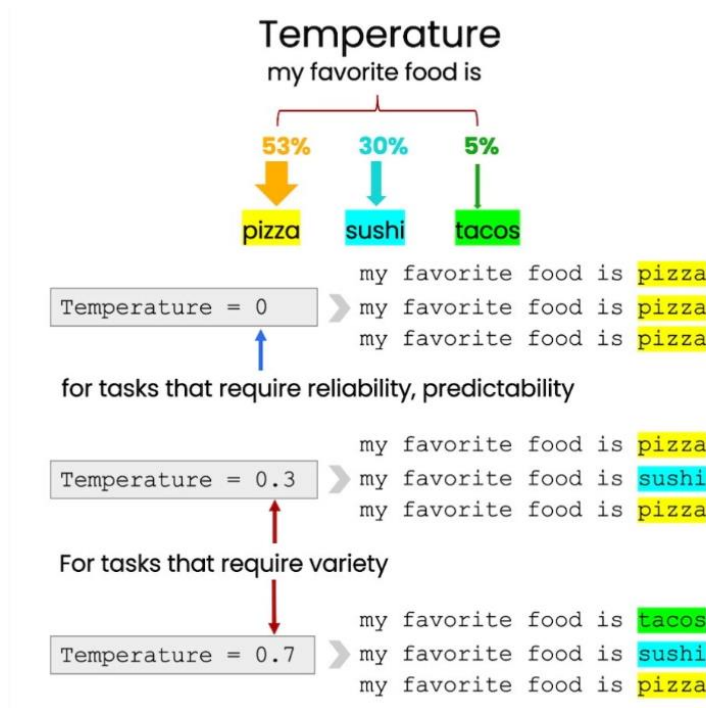 Temperature
my favorite food is
53% 30% 5%
pizza sushi tacos
my favorite food is pizza
Temperature = 0 my favorite food is pizza
my favorite food is pizza
for tasks that require reliability, predictability
my favorite food is pizza
Temperature = 0.3 my favorite food is sushi
my favorite food is pizza
For tasks that require variety
my favorite food is tacos
Temperature = 0.7 my favorite food is sushi
my favorite food is pizza